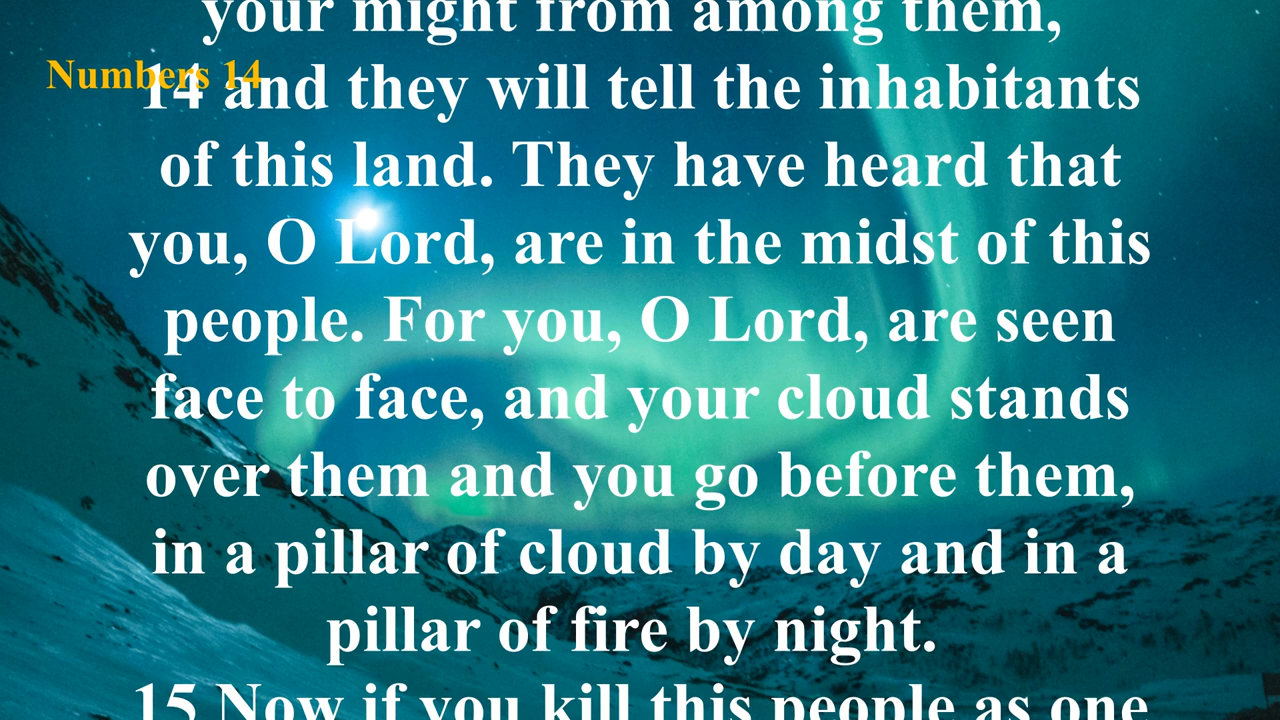 your might from among them,
Numbers 14
14 and they will tell the inhabitants
of this land. They have heard that
you, O Lord, are in the midst of this
people. For you, O Lord, are seen
face to face, and your cloud stands
over them and you go before them,
in a pillar of cloud by day and in a
pillar of fire by night.
15 Now if you kill this people as one